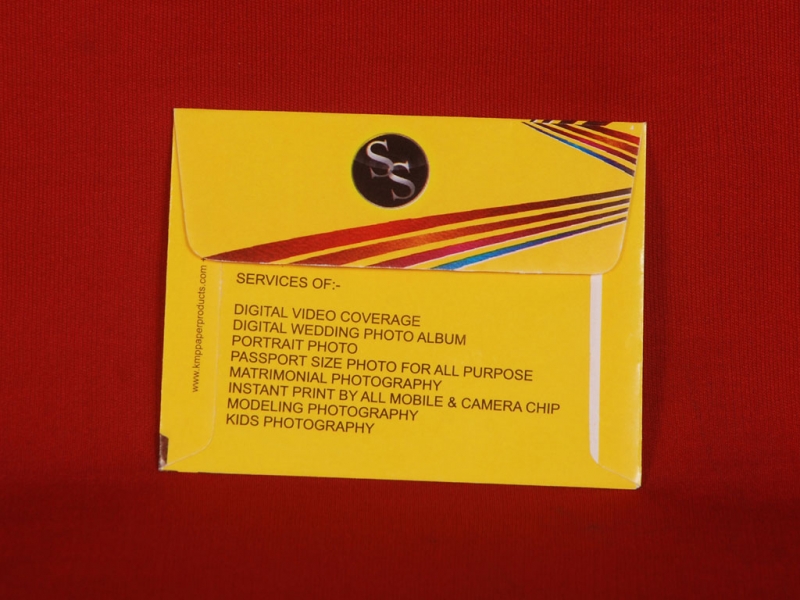 SS
SERVICES OF:-
DIGITAL VIDEO COVERAGE
DIGITAL WEDDING PHOTO ALBUM
PORTRAIT PHOTO
PASSPORT SIZE PHOTO FOR ALL PURPOSE
MATRIMONIAL PHOTOGRAPHY
INSTANT PRINT BY ALL MOBILE & CAMERA CHIP
MODELING PHOTOGRAPHY
KIDS PHOTOGRAPHY
www.kmppaperproducts.com